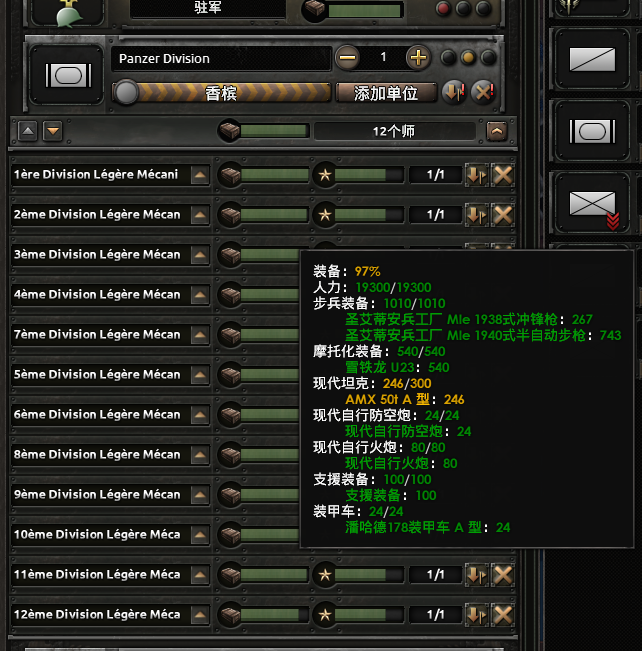 驻军
Panzer Division
1
香槟
添加单位
12个师
1ère Division Légère Mécani
1/1
2ème Division Légère Mécan
1/1
3ème Division Légère Mécan
4ème Division Légère Mécan
7ème Division Légère Mécan
5ème Division Légère Mécan
6ème Division Légère Mécan
8ème Division Légère Mécan
9ème Division Légère Mécan
10ème Division Légère Méca
11ème Division Légère Méca
1/1
12ème Division Légère Méca
1/1
装备：97%
人力：19300/19300
步兵装备：1010/1010
圣艾蒂安兵工厂 Mle 1938式冲锋枪：267
圣艾蒂安兵工厂 Mle 1940式半自动步枪：743
摩托化装备：540/540
雪铁龙 U23：540
现代坦克：246/300
AMX 50t A 型：246
现代自行防空炮：24/24
现代自行防空炮：24
现代自行火炮：80/80
现代自行火炮：80
支援装备：100/100
支援装备：100
装甲车：24/24
潘哈德178装甲车 A 型：24